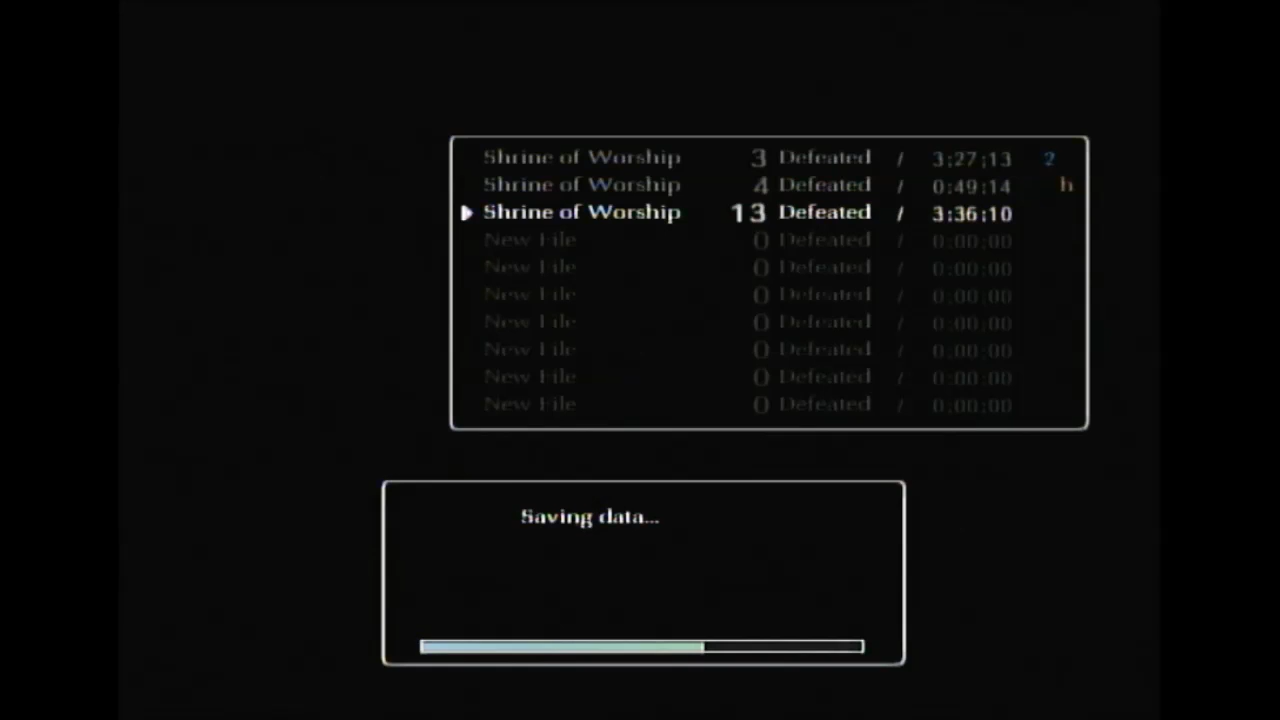 Shrine of Worship 3 Defeated / 3:27:13 2
Shrine of Worship 4 Defeated / 0:49:14 h
Shrine of Worship 13 Defeated / 3:36:10
New File 0 Defeated / 0:00:00
New File 0 Defeated / 0:00:00
New File 0 Defeated / 0:00:00
New File 0 Defeated / 0:00:00
New File 0 Defeated / 0:00:00
New File 0 Defeated / 0:00:00
New File 0 Defeated / 0:00:00
Saving data...